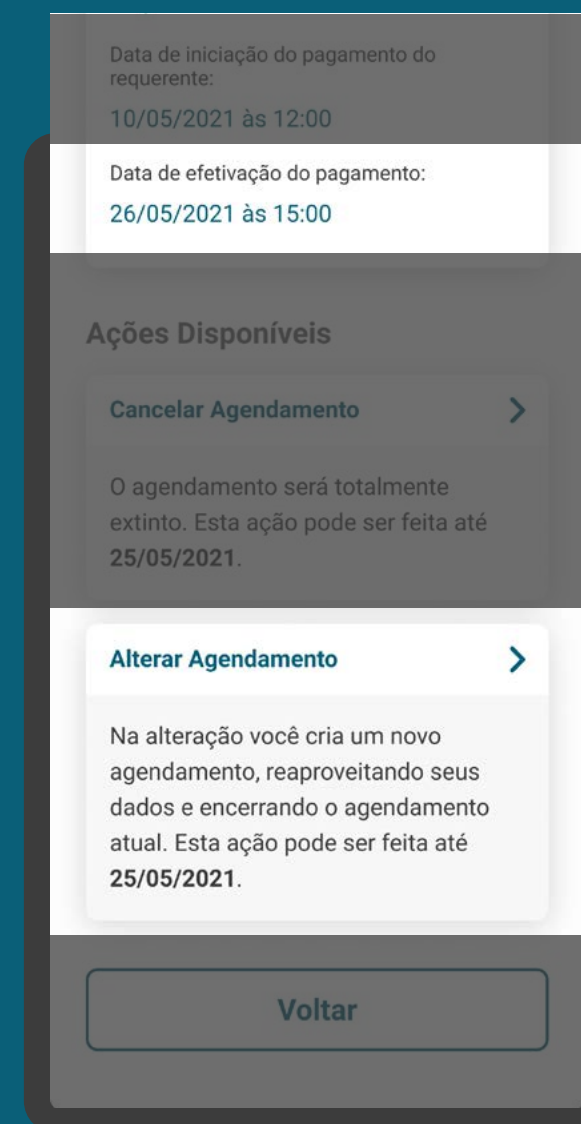 Data de iniciação do pagamento do
requerente:
10/05/2021 às 12:00
Data de efetivação do pagamento:
26/05/2021 às 15:00
Ações Disponíveis
Cancelar Agendamento
O agendamento será totalmente
extinto. Esta ação pode ser feita até
25/05/2021.
Alterar Agendamento
Na alteração você cria um novo
agendamento, reaproveitando seus
dados e encerrando o agendamento
atual. Esta ação pode ser feita até
25/05/2021.
Voltar